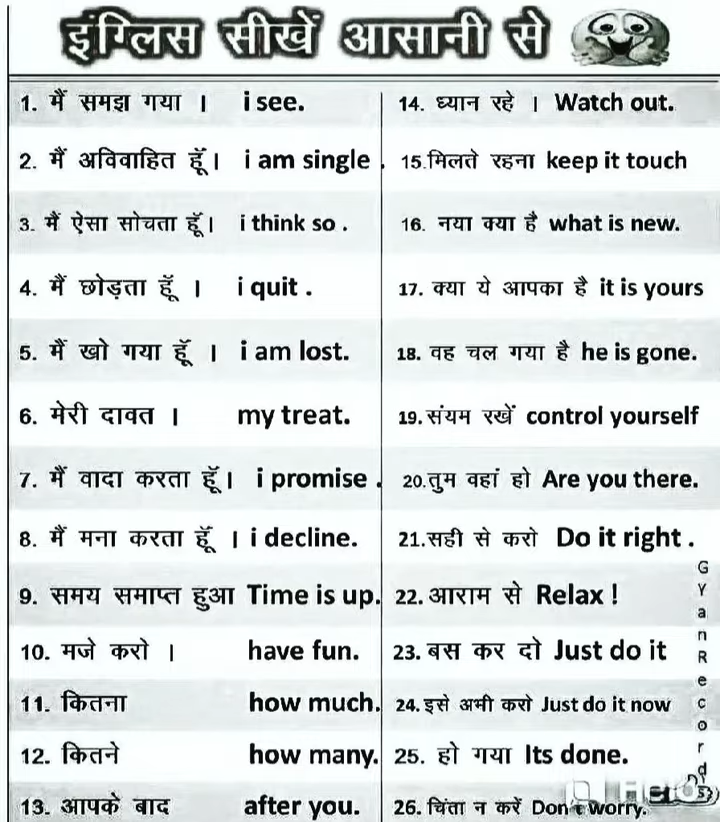 इंग्लिस सीखें आसानी से
1. मैं समझ गया । i see.
2. मैं अविवाहित हूँ। i am single .
3. मैं ऐसा सोचता हूँ। i think so .
4. मैं छोड़ता हूँ । i quit .
5. मैं खो गया हूँ । i am lost.
6. मेरी दावत । my treat.
7. मैं वादा करता हूँ। i promise .
8. मैं मना करता हूँ । i decline.
9. समय समाप्त हुआ Time is up.
10. मजे करो । have fun.
11. कितना how much.
12. कितने how many.
13. आपके बाद after you.
14. ध्यान रहे । Watch out.
15.मिलते रहना keep it touch
16. नया क्या है what is new.
17. क्या ये आपका है it is yours
18. वह चल गया है he is gone.
19. संयम रखें control yourself
20.तुम वहां हो Are you there.
21.सही से करो Do it right .
22. आराम से Relax !
23. बस कर दो Just do it
24. इसे अभी करो Just do it now
25. हो गया Its done.
26. चिंता न करें Don't worry.
GYanRecords